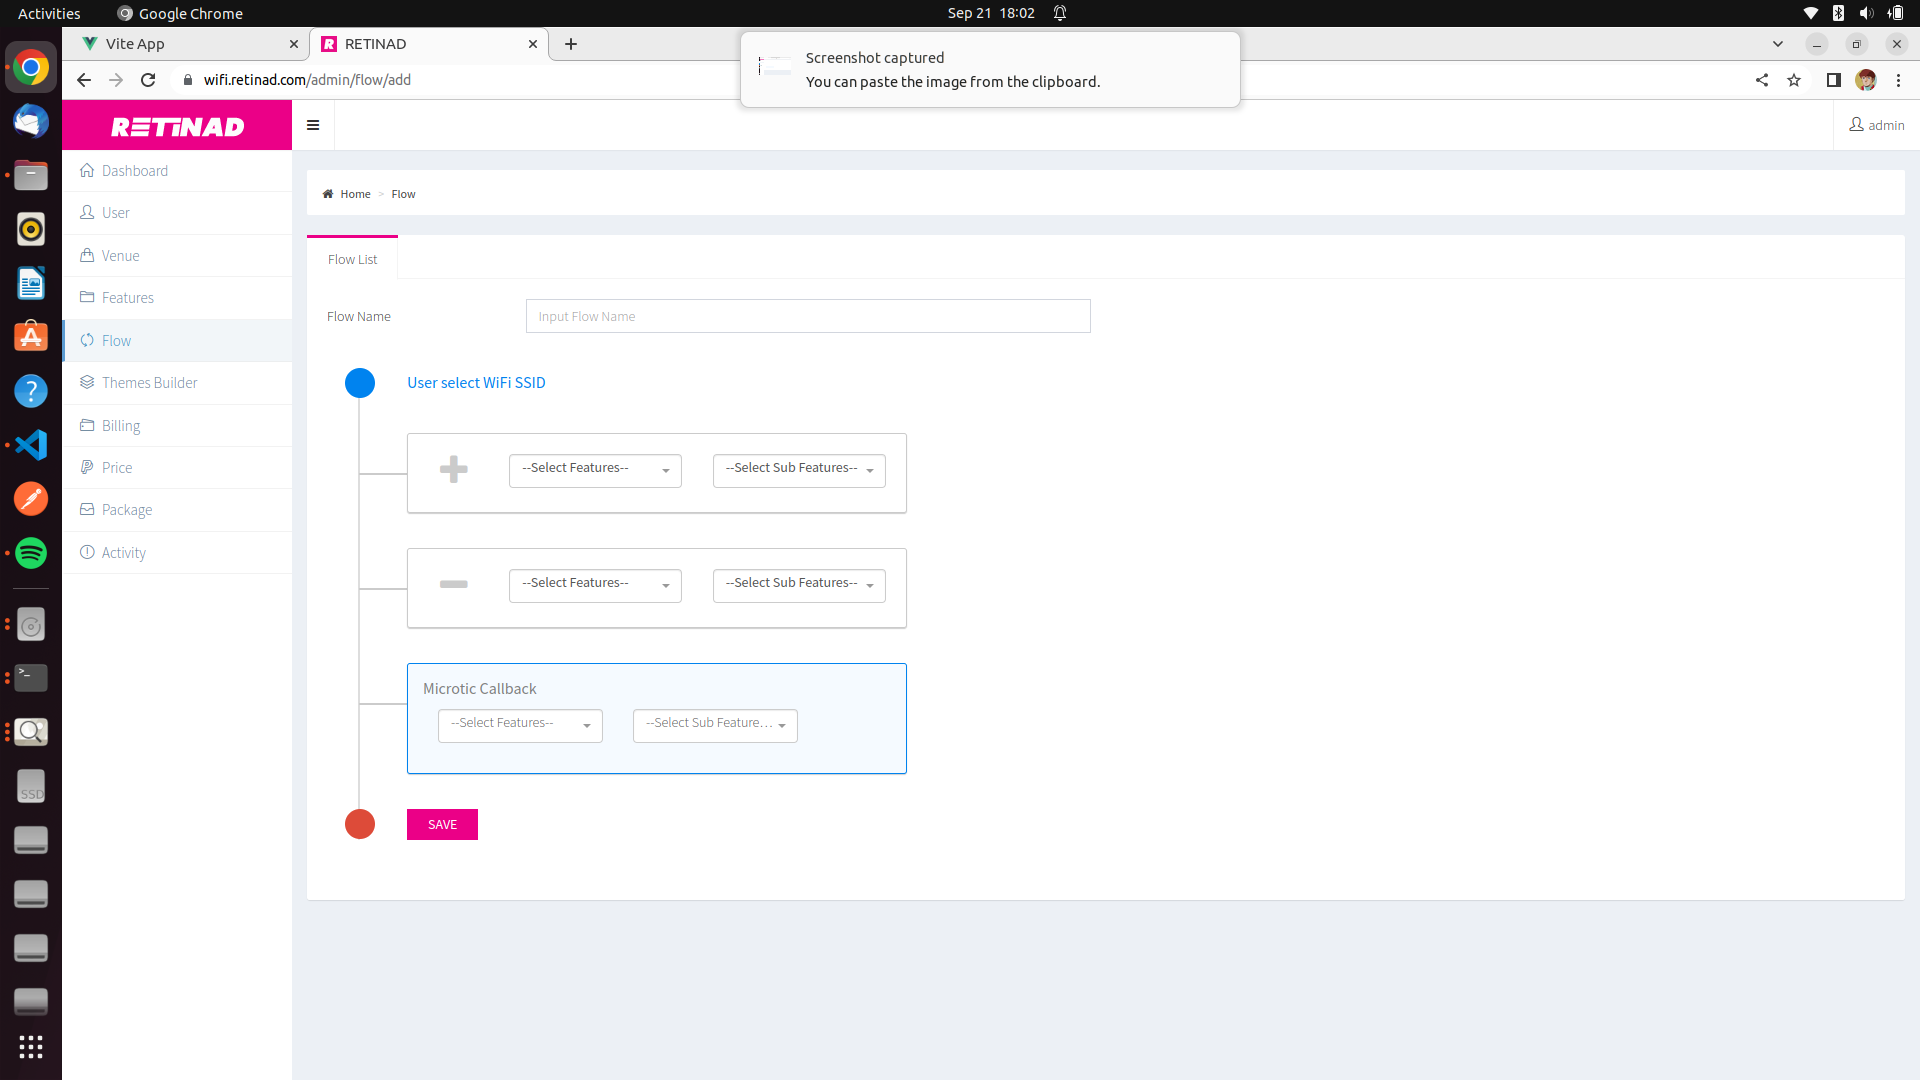 Activities
Google Chrome
Sep 21 18:02
Vite App
RETINAD
Screenshot captured
You can paste the image from the clipboard.
wifi.retinad.com/admin/flow/add
RETINAD
admin
Dashboard
User
Venue
Features
Flow
Themes Builder
Billing
Price
Package
Activity
Home > Flow
Flow List
Flow Name
Input Flow Name
User select WiFi SSID
--Select Features--
--Select Sub Features--
--Select Features--
--Select Sub Features--
Microtic Callback
--Select Features--
--Select Sub Feature...
SAVE
SSD